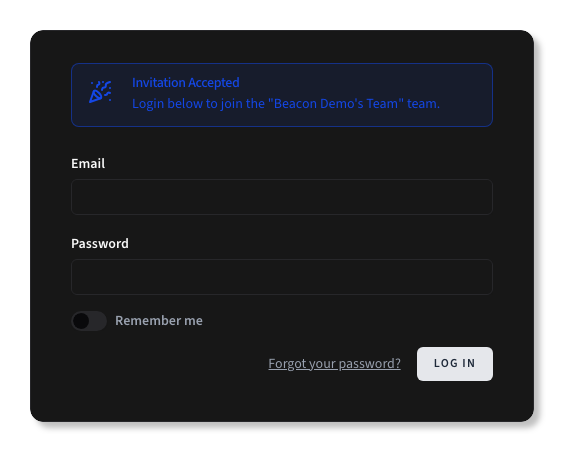 Invitation Accepted
Login below to join the "Beacon Demo's Team" team.
Email
Password
Remember me
Forgot your password?
LOG IN